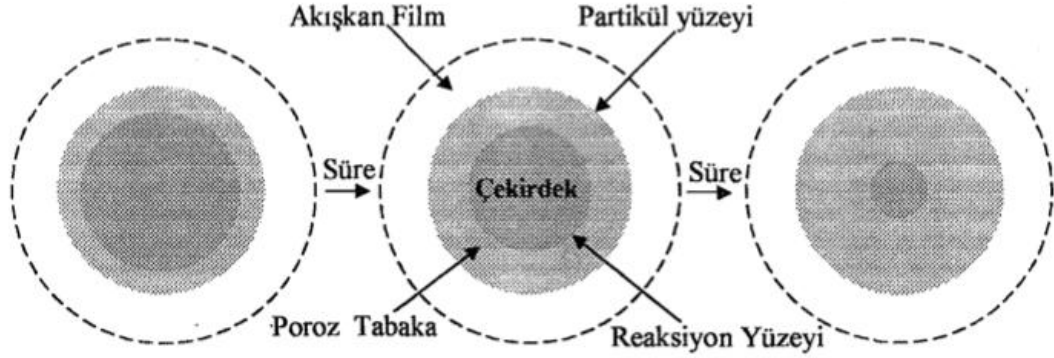 Akışkan Film
Partikül yüzeyi
Süre
Çekirdek
Süre
Poroz Tabaka
Reaksiyon Yüzeyi